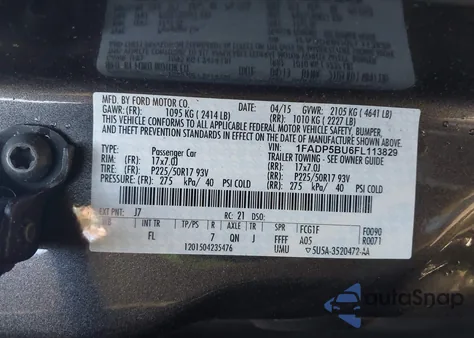 MFD. BY FORD MOTOR CO.
DATE: 04/15 GVWR: 2105 KG ( 4641 LB)
GAWR: (FR): 1095 KG ( 2414 LB) (RR): 1010 KG ( 2227 LB)
THIS VEHICLE CONFORMS TO ALL APPLICABLE FEDERAL MOTOR VEHICLE SAFETY,
BUMPER, AND THEFT PREVENTION STANDARDS IN EFFECT ON THE DATE OF
MANUFACTURE SHOWN ABOVE.
VIN: 1FADP5BU6FL113829
TYPE: Passenger Car TRAILER TOWING - SEE OWNER GUIDE
RIM: (FR) 17x7.0J TIRE: (FR) P225/50R17 93V (FR) PSR: 275 kPa/ 40 PSI COLD
RIM: (RR) 17x7.0J TIRE: (RR) P225/50R17 93V (RR) PSR: 275 kPa/ 40 PSI COLD
EXT PNT: J7 RC: 21 DSO:
FL TP/PS 7 R QN AXLE J TR SPR FFFF FCG1F A05 F0090 R0071
1201504235476 UMU 5U5A-3520472-AA
AutoSnap